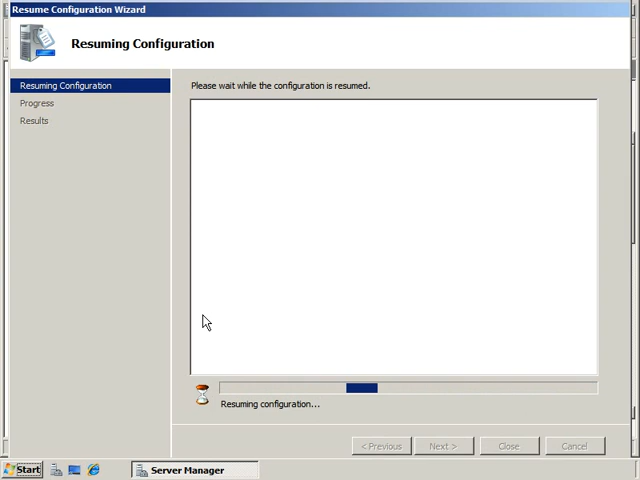 Resume Configuration Wizard
Resuming Configuration
Resuming Configuration
Progress
Results
Please wait while the configuration is resumed.
Resuming configuration...
< Previous
Next >
Close
Cancel
Start
Server Manager